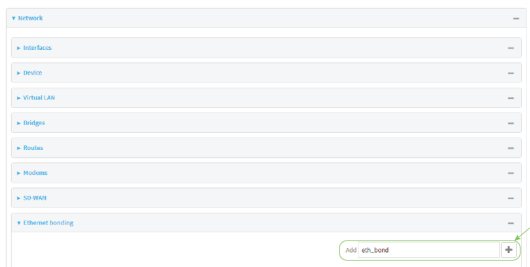 Network
Interfaces
Device
Virtual LAN
Bridges
Routes
Modems
SD-WAN
Ethernet bonding
Add eth_bond